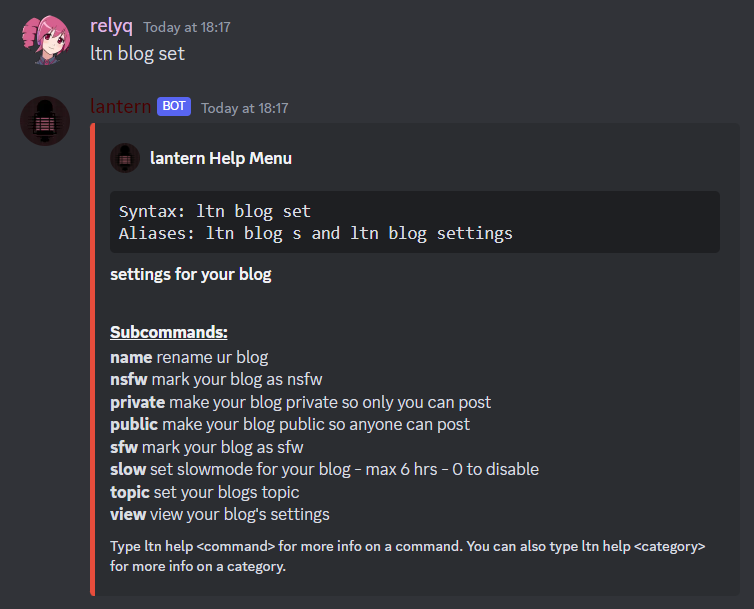 relyq Today at 18:17
ltn blog set
lantern BOT Today at 18:17
lantern Help Menu
Syntax: ltn blog set
Aliases: ltn blog s and ltn blog settings
settings for your blog
Subcommands:
name rename ur blog
nsfw mark your blog as nsfw
private make your blog private so only you can post
public make your blog public so anyone can post
sfw mark your blog as sfw
slow set slowmode for your blog - max 6 hrs - 0 to disable
topic set your blogs topic
view view your blog's settings
Type ltn help <command> for more info on a command. You can also type ltn help <category>
for more info on a category.